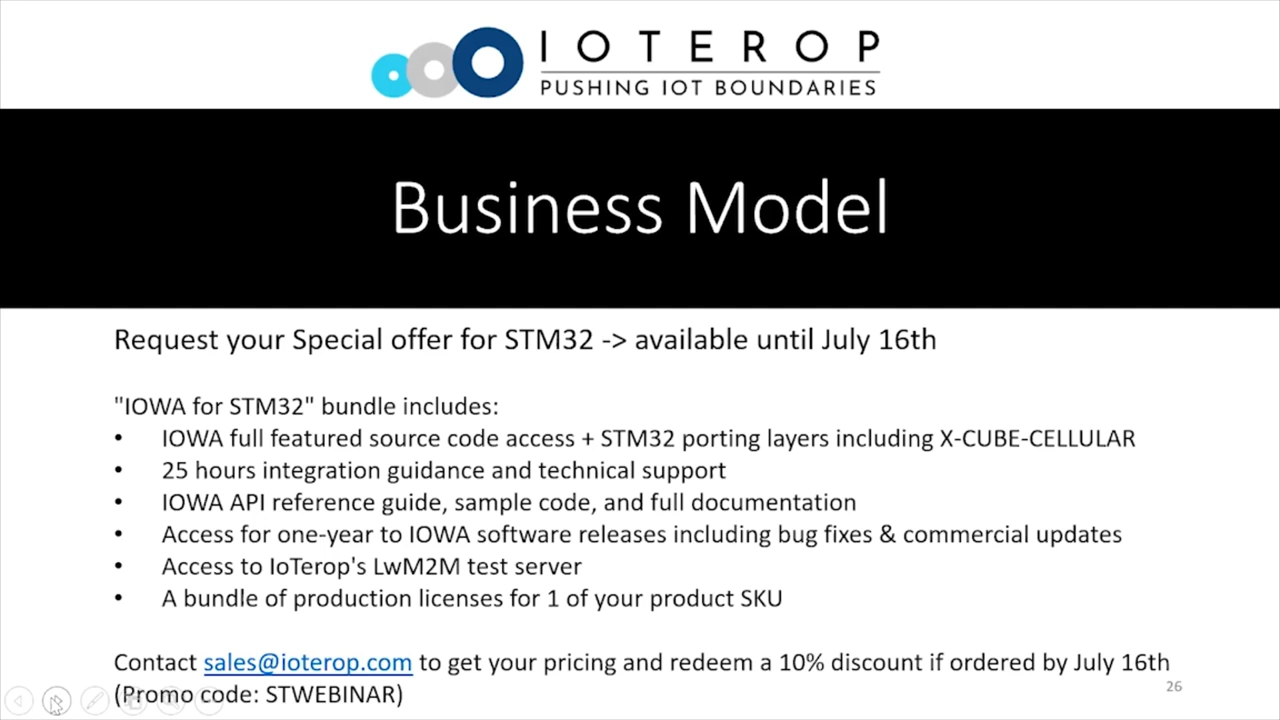 IOTEROP
PUSHING IOT BOUNDARIES
Business Model
Request your Special offer for STM32 -> available until July 16th
"IOWA for STM32" bundle includes:
• IOWA full featured source code access + STM32 porting layers including X-CUBE-CELLULAR
• 25 hours integration guidance and technical support
• IOWA API reference guide, sample code, and full documentation
• Access for one-year to IOWA software releases including bug fixes & commercial updates
• Access to IoTerop's LwM2M test server
• A bundle of production licenses for 1 of your product SKU
Contact sales@ioterop.com to get your pricing and redeem a 10% discount if ordered by July 16th
(Promo code: STWEBINAR)
26